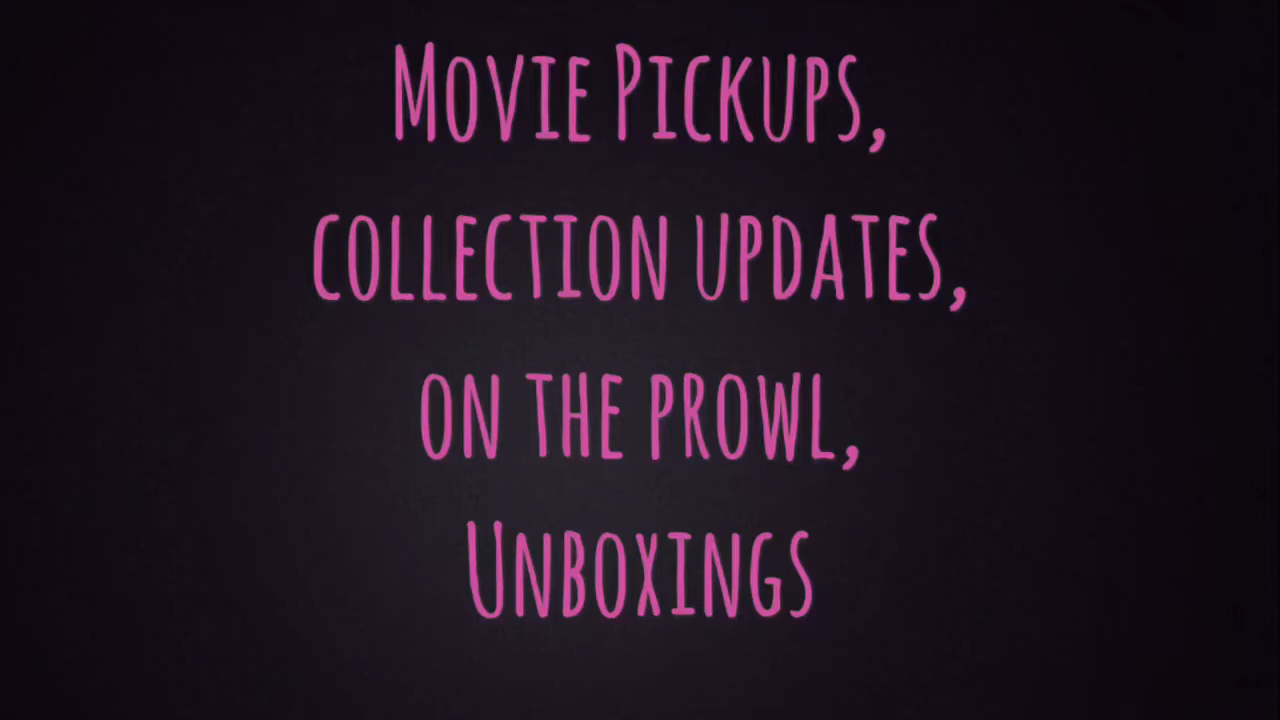 Movie Pickups,
collection updates,
on the prowl,
Unboxings